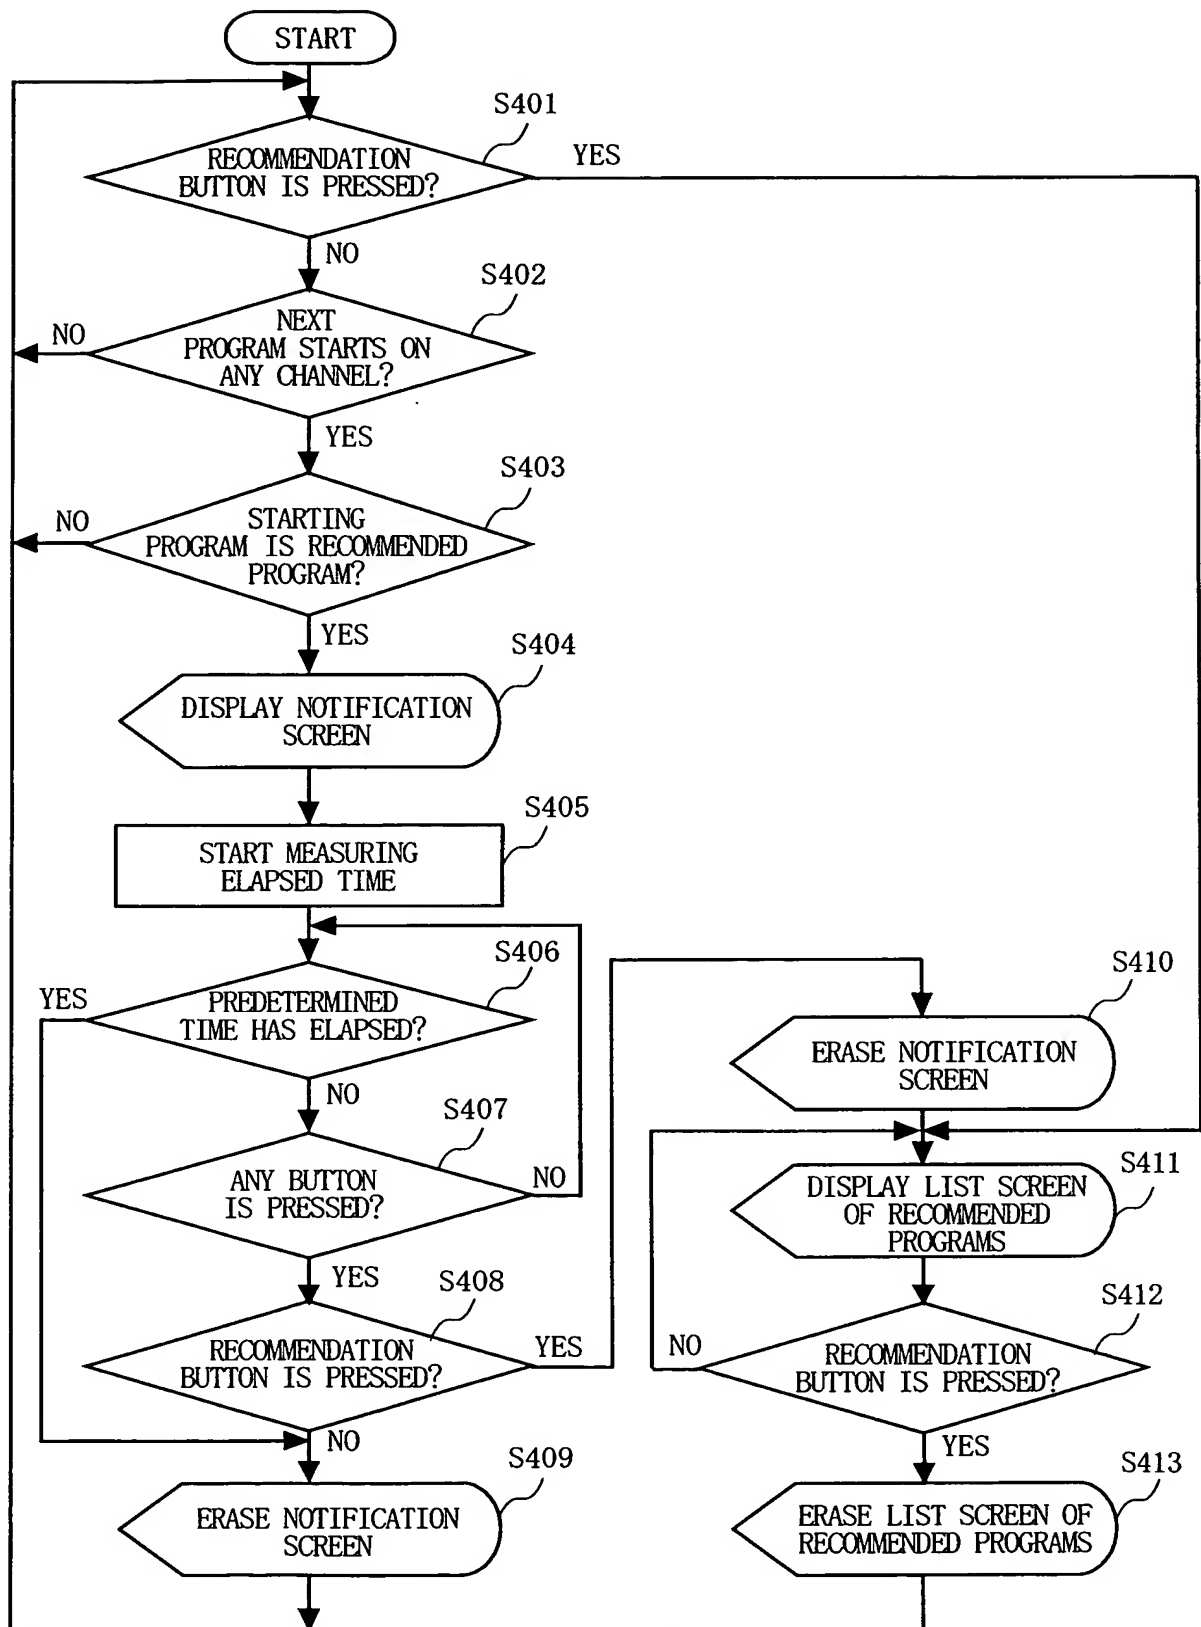 START
S401
RECOMMENDATION
BUTTON IS PRESSED?
YES
NO
S402
NEXT
PROGRAM STARTS ON
ANY CHANNEL?
NO
YES
S403
STARTING
PROGRAM IS RECOMMENDED
PROGRAM?
NO
YES
S404
DISPLAY NOTIFICATION
SCREEN
S405
START MEASURING
ELAPSED TIME
S406
PREDETERMINED
TIME HAS ELAPSED?
YES
NO
S407
ANY BUTTON
IS PRESSED?
NO
YES
S408
RECOMMENDATION
BUTTON IS PRESSED?
YES
NO
S409
ERASE NOTIFICATION
SCREEN
S410
ERASE NOTIFICATION
SCREEN
S411
DISPLAY LIST SCREEN
OF RECOMMENDED
PROGRAMS
S412
RECOMMENDATION
BUTTON IS PRESSED?
NO
YES
S413
ERASE LIST SCREEN OF
RECOMMENDED PROGRAMS